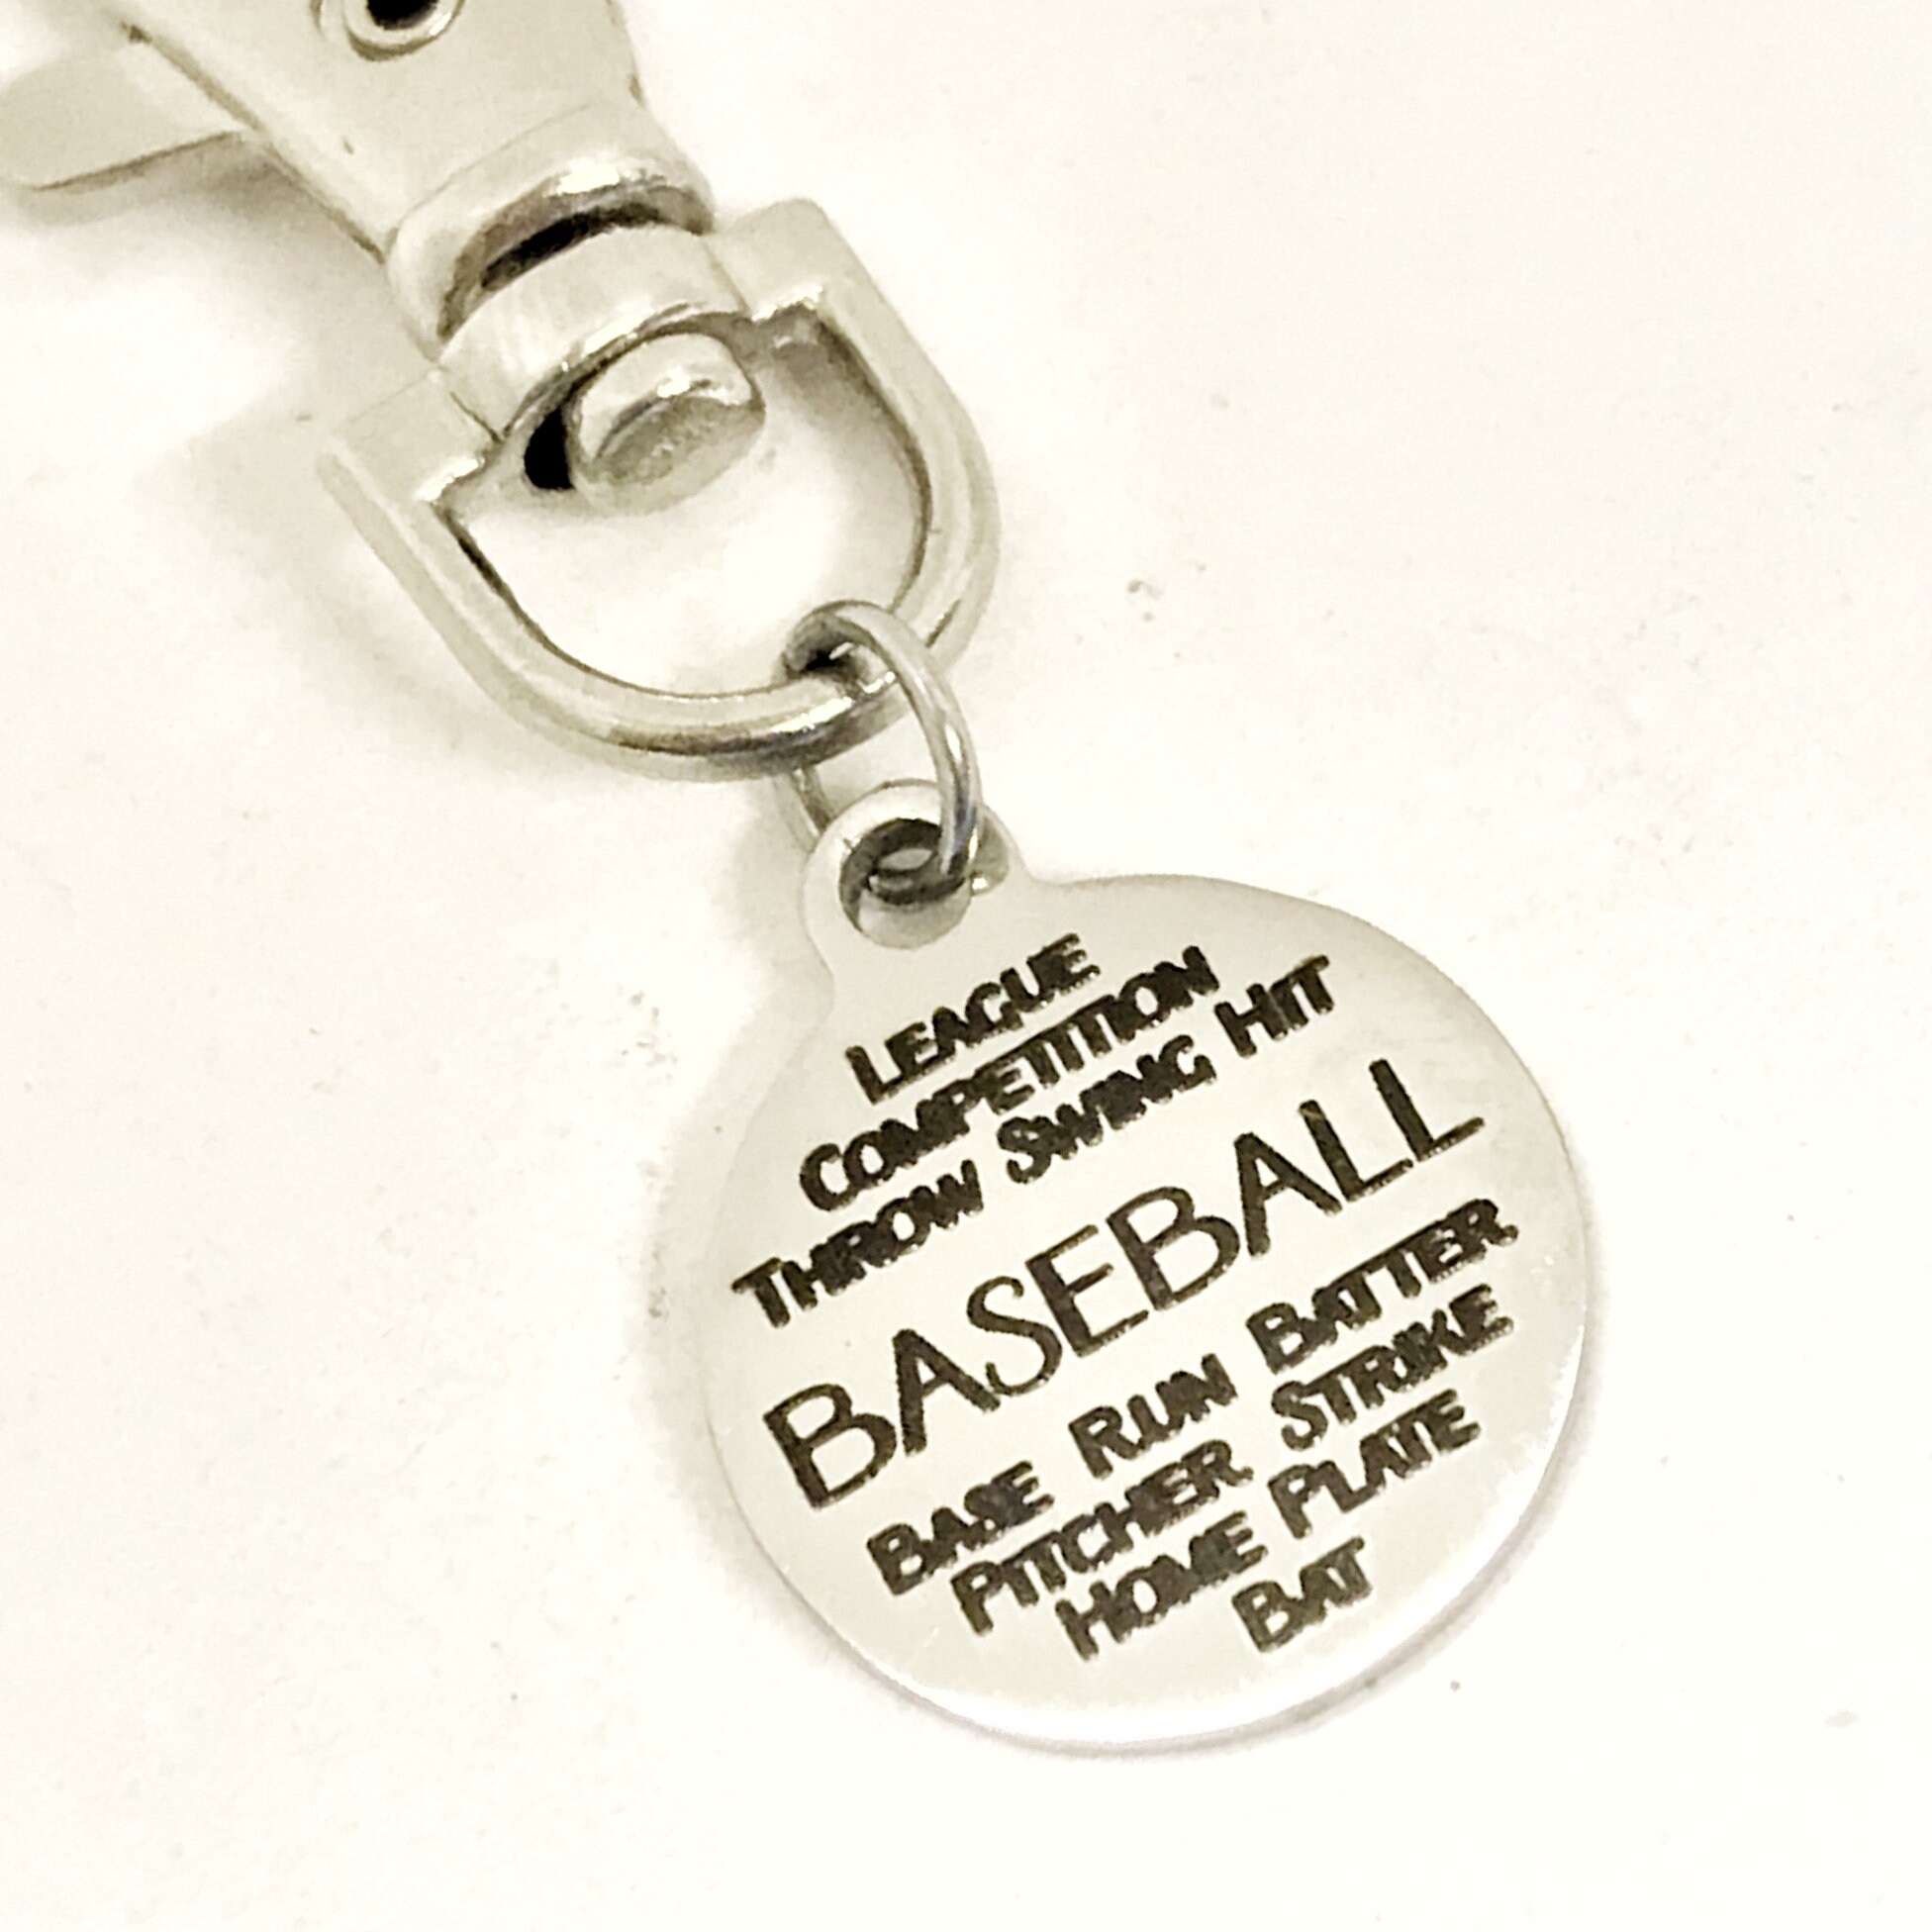 LEAGUE
COMPETITION
THROW SWING HIT
BASEBALL
BASE RUN BATTER
PITCHER STRIKE
HOME PLATE
BAT